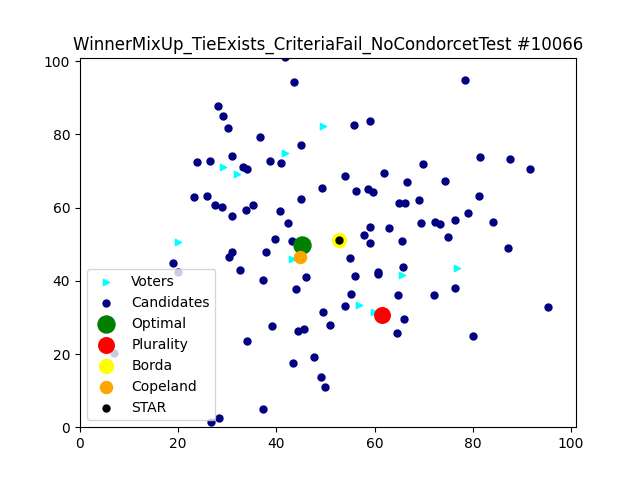 WinnerMixUp_TieExists_CriteriaFail_NoCondorcetTest #10066
100
80
60
40
20
0
Voters
Candidates
Optimal
Plurality
Borda
Copeland
STAR
0 20 40 60 80 100